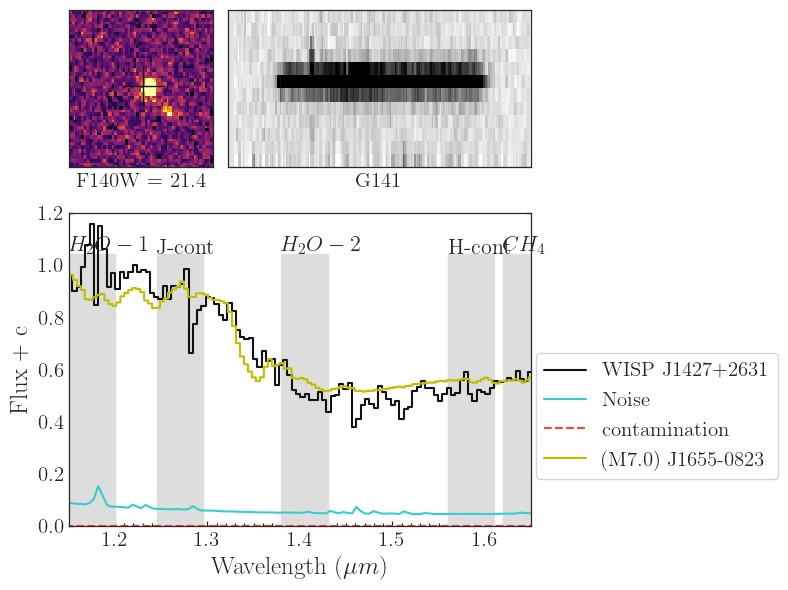 F140W = 21.4
G141
1.2
1.0
0.8
0.6
0.4
0.2
0.0
Flux + c
H₂O − 1
J-cont
H₂O − 2
H-cont
CH₄
1.2
1.3
1.4
1.5
1.6
Wavelength (μm)
WISP J1427+2631
Noise
contamination
(M7.0) J1655-0823